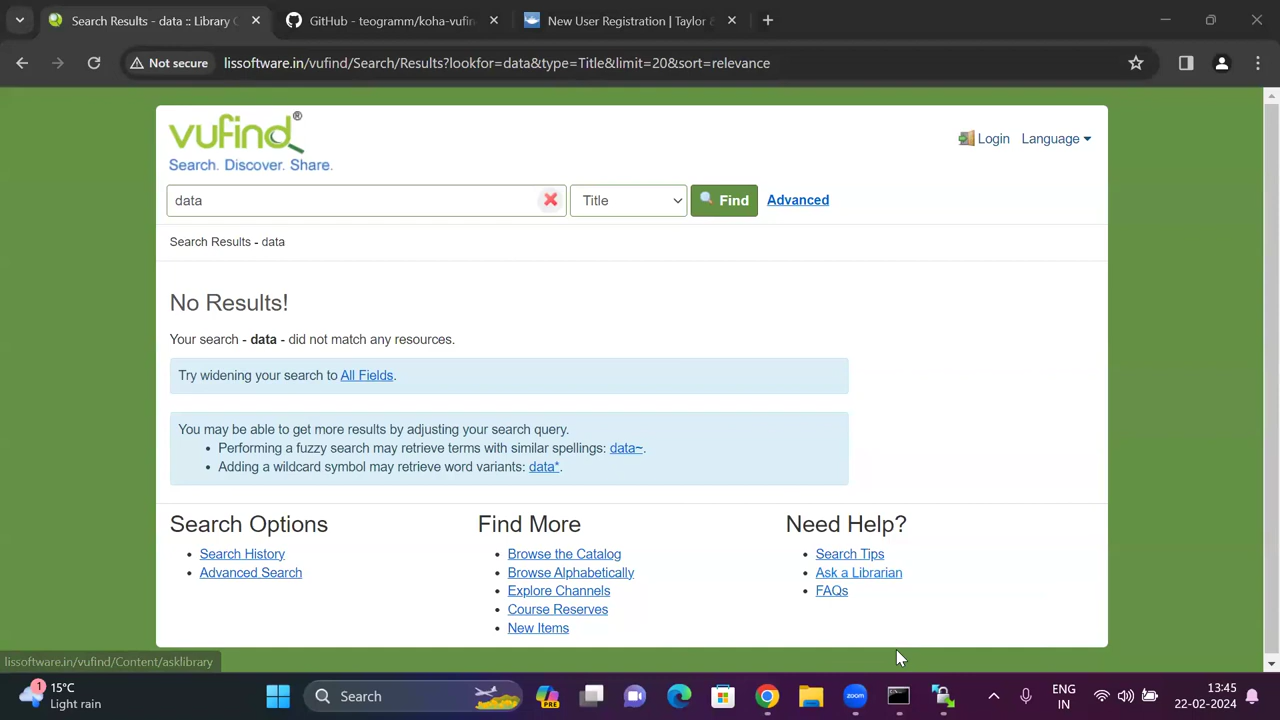 Search Results - data :: Library C
GitHub - teogramm/koha-vufin
New User Registration | Taylor &
Not secure
lissoftware.in/vufind/Search/Results?lookfor=data&type=Title&limit=20&sort=relevance
vufind®
Search. Discover. Share.
Login
Language
data
Title
Find
Advanced
Search Results - data
No Results!
Your search - data - did not match any resources.
Try widening your search to All Fields.
You may be able to get more results by adjusting your search query.
Performing a fuzzy search may retrieve terms with similar spellings: data~.
Adding a wildcard symbol may retrieve word variants: data*.
Search Options
Search History
Advanced Search
Find More
Browse the Catalog
Browse Alphabetically
Explore Channels
Course Reserves
New Items
Need Help?
Search Tips
Ask a Librarian
FAQs
lissoftware.in/vufind/Content/asklibrary
1
15°C
Light rain
Search
PRE
zoom
ENG
IN
13:45
22-02-2024